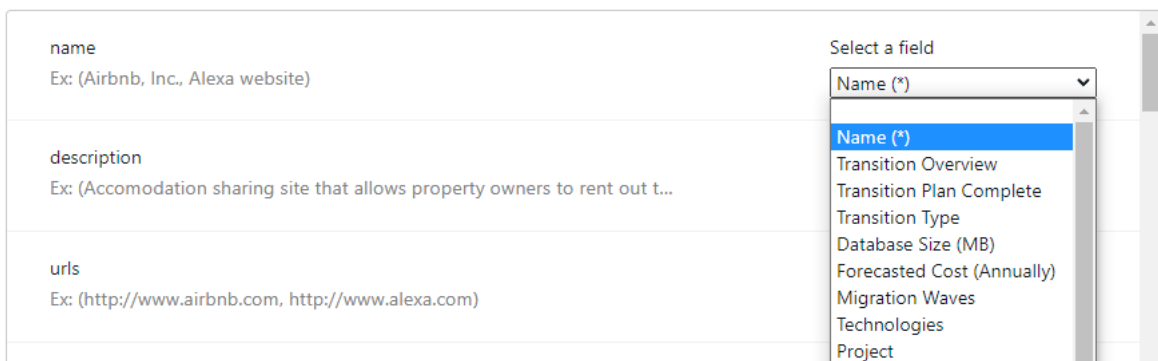 name
Ex: (Airbnb, Inc., Alexa website)
Select a field
Name (*)
Name (*)
Transition Overview
Transition Plan Complete
Transition Type
Database Size (MB)
Forecasted Cost (Annually)
Migration Waves
Technologies
Project
description
Ex: (Accomodation sharing site that allows property owners to rent out t...
urls
Ex: (http://www.airbnb.com, http://www.alexa.com)